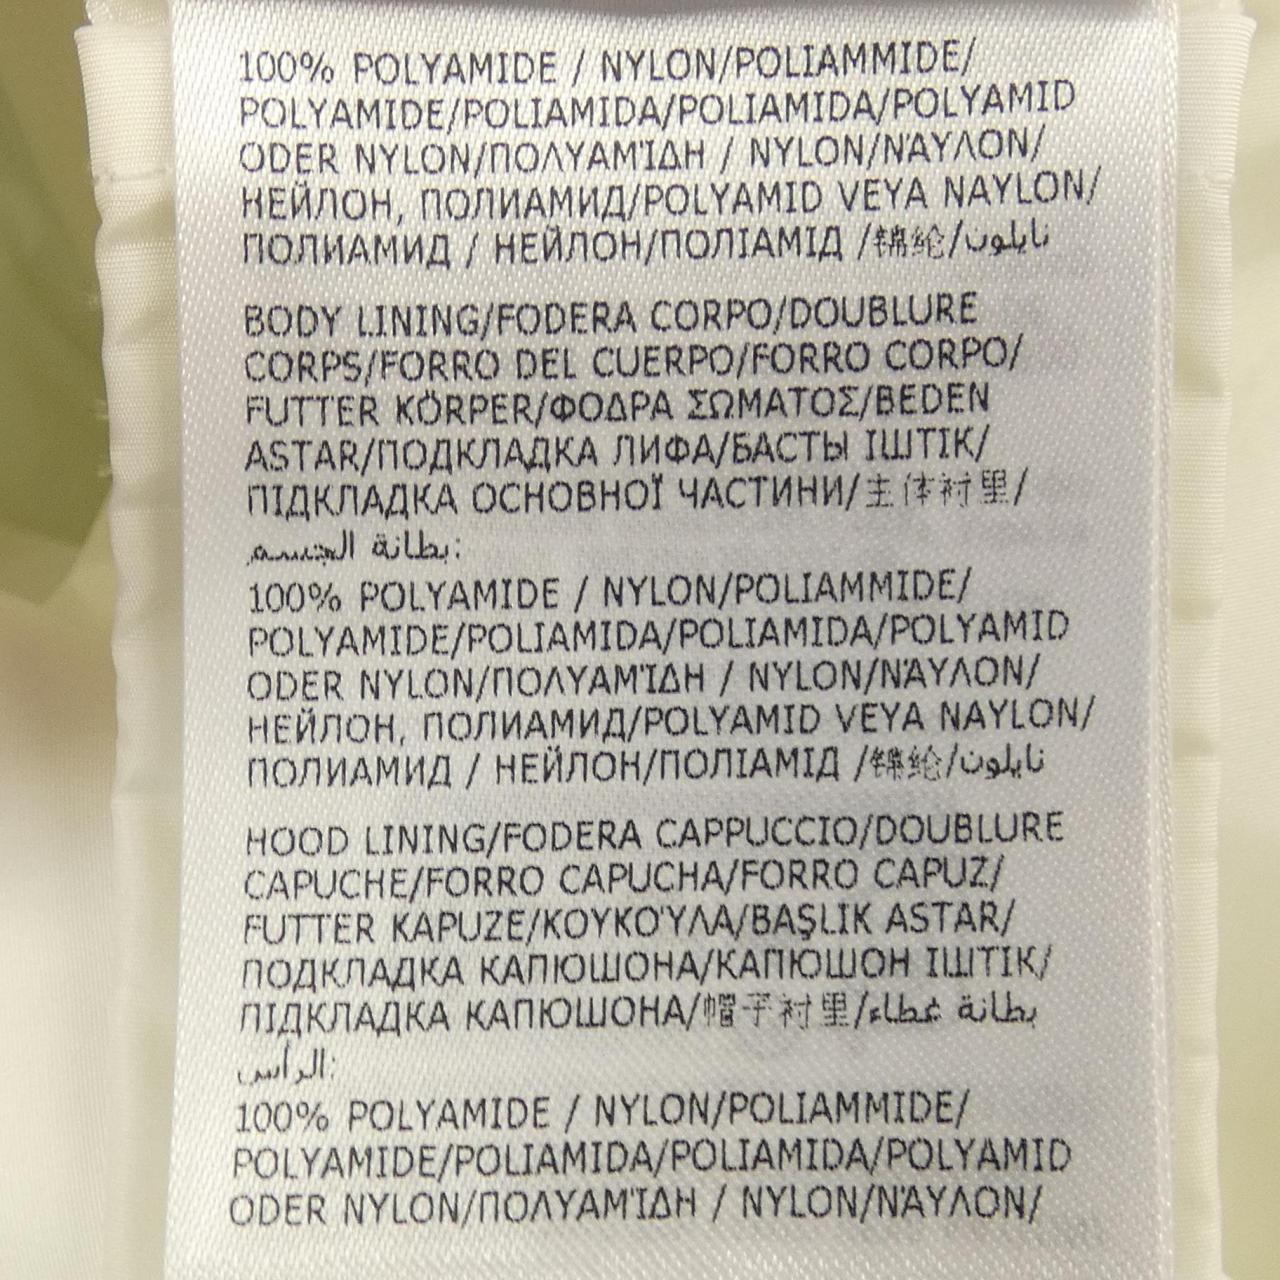 100% POLYAMIDE / NYLON/POLIAMMIDE/
POLYAMIDE/POLIAMIDA/POLIAMIDA/POLYAMID
ODER NYLON/ΠΟΛΥΑΜΊΔΗ / NYLON/ΝΆΥΛΟΝ/
НЕЙЛОН, ПОЛИАМИД/POLYAMID VEYA NAYLON/
ПОЛИАМИД / НЕЙЛОН/ПОЛІАМІД /锦纶/نايلون
BODY LINING/FODERA CORPO/DOUBLURE
CORPS/FORRO DEL CUERPO/FORRO CORPO/
FUTTER KÖRPER/ΦΟΔΡΑ ΣΩΜΑΤΟΣ/BEDEN
ASTAR/ПОДКЛАДКА ЛИФА/БАСТЫ ІШТІК/
ПІДКЛАДКА ОСНОВНОЇ ЧАСТИНИ/主体衬里/
بطانة الجسم:
100% POLYAMIDE / NYLON/POLIAMMIDE/
POLYAMIDE/POLIAMIDA/POLIAMIDA/POLYAMID
ODER NYLON/ΠΟΛΥΑΜΊΔΗ / NYLON/ΝΆΥΛΟΝ/
НЕЙЛОН, ПОЛИАМИД/POLYAMID VEYA NAYLON/
ПОЛИАМИД / НЕЙЛОН/ПОЛІАМІД /锦纶/نايلون
HOOD LINING/FODERA CAPPUCCIO/DOUBLURE
CAPUCHE/FORRO CAPUCHA/FORRO CAPUZ/
FUTTER KAPUZE/ΚΟΥΚΟΎΛΑ/BAŞLIK ASTAR/
ПОДКЛАДКА КАПЮШОНА/КАПЮШОН ІШТІК/
ПІДКЛАДКА КАПЮШОНА/帽子衬里/بطانة غطاء
الرأس:
100% POLYAMIDE / NYLON/POLIAMMIDE/
POLYAMIDE/POLIAMIDA/POLIAMIDA/POLYAMID
ODER NYLON/ΠΟΛΥΑΜΊΔΗ / NYLON/ΝΆΥΛΟΝ/